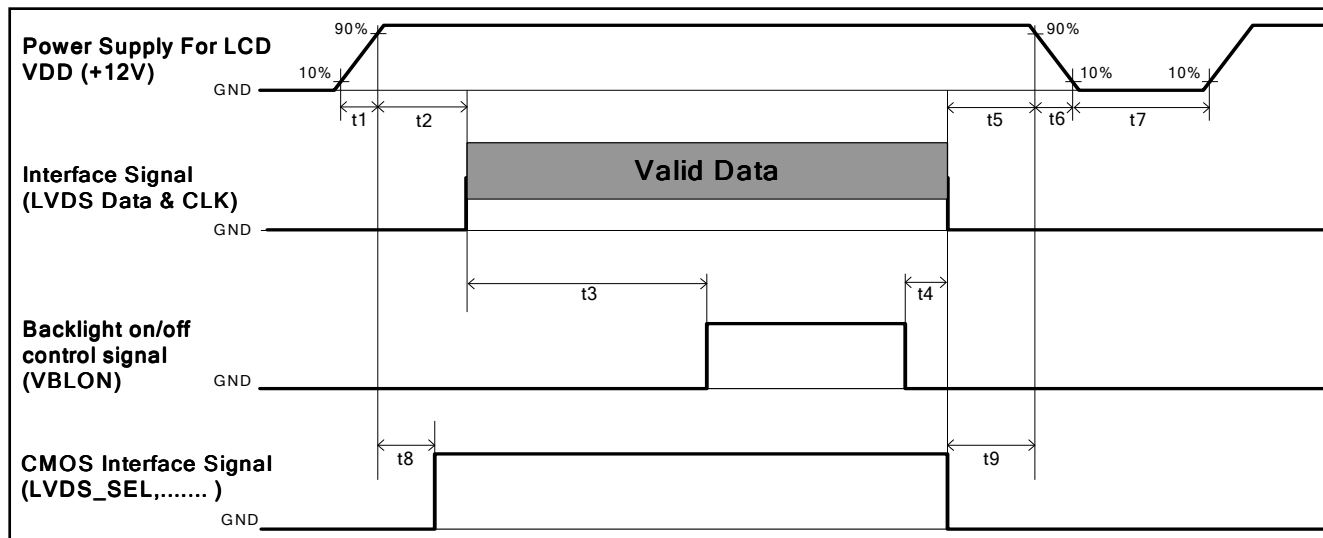 Power Supply For LCD
VDD (+12V)
90%
10%
GND
90%
10%
10%
t1
t2
t5
t6
t7
Interface Signal
(LVDS Data & CLK)
Valid Data
GND
t3
t4
Backlight on/off
control signal
(VBLON)
GND
t8
t9
CMOS Interface Signal
(LVDS_SEL,....... )
GND